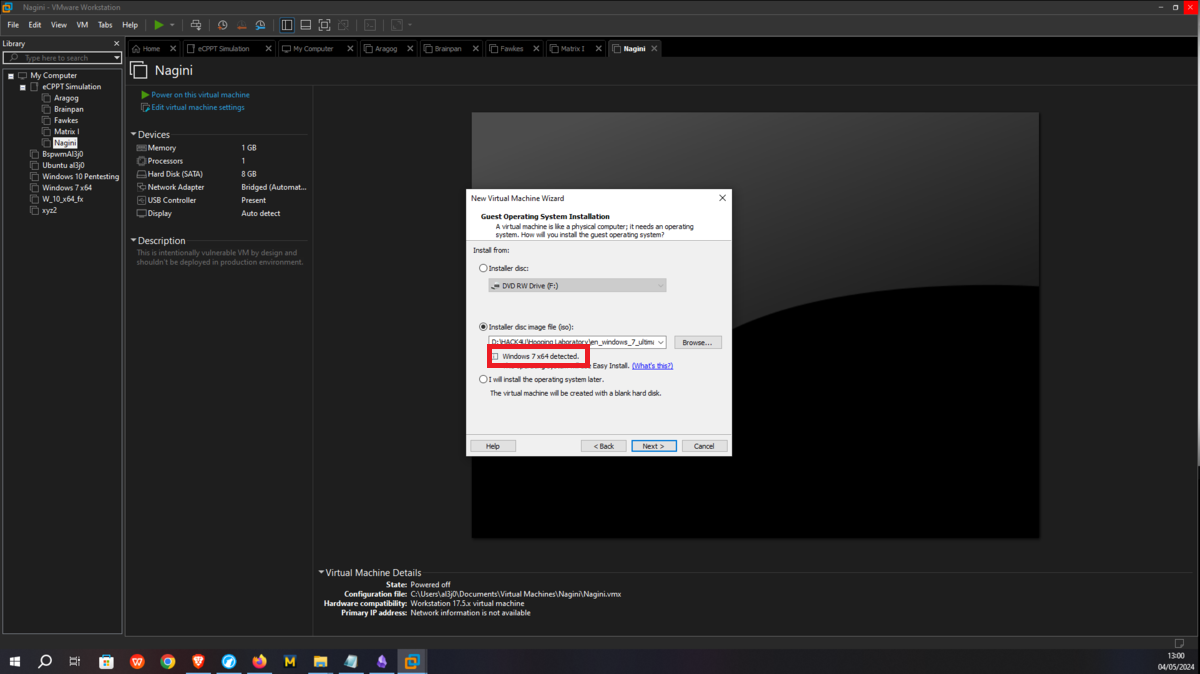 Nagini - VMware Workstation
File Edit View VM Tabs Help
Library
Type here to search
My Computer
eCPPT Simulation
Aragog
Brainpan
Fawkes
Matrix I
Nagini
BspwmAl3j0
Ubuntu al3j0
Windows 10 Pentesting
Windows 7 x64
W_10_x64_fx
xyz2
Home eCPPT Simulation My Computer Aragog Brainpan Fawkes Matrix I Nagini
Nagini
Power on this virtual machine
Edit virtual machine settings
Devices
Memory 1 GB
Processors 1
Hard Disk (SATA) 8 GB
Network Adapter Bridged (Automat...
USB Controller Present
Display Auto detect
Description
This is intentionally vulnerable VM by design and
shouldn't be deployed in production environment.
New Virtual Machine Wizard
Guest Operating System Installation
A virtual machine is like a physical computer; it needs an operating
system. How will you install the guest operating system?
Install from:
Installer disc:
DVD RW Drive (F:)
Installer disc image file (iso):
D:\HACK4U\Hooping Laboratory\en_windows_7_ultima Browse...
Windows 7 x64 detected.
Easy Install. (What's this?)
I will install the operating system later.
The virtual machine will be created with a blank hard disk.
Help < Back Next > Cancel
Virtual Machine Details
State: Powered off
Configuration file: C:\Users\al3j0\Documents\Virtual Machines\Nagini\Nagini.vmx
Hardware compatibility: Workstation 17.5.x virtual machine
Primary IP address: Network information is not available
13:00
04/05/2024